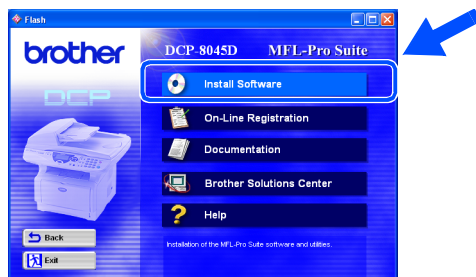 Flash
brother
DCP-8045D MFL-Pro Suite
DCP
Install Software
On-Line Registration
Documentation
Brother Solutions Center
? Help
Back
Exit
Installation of the MFL-Pro Suite software and utilities.